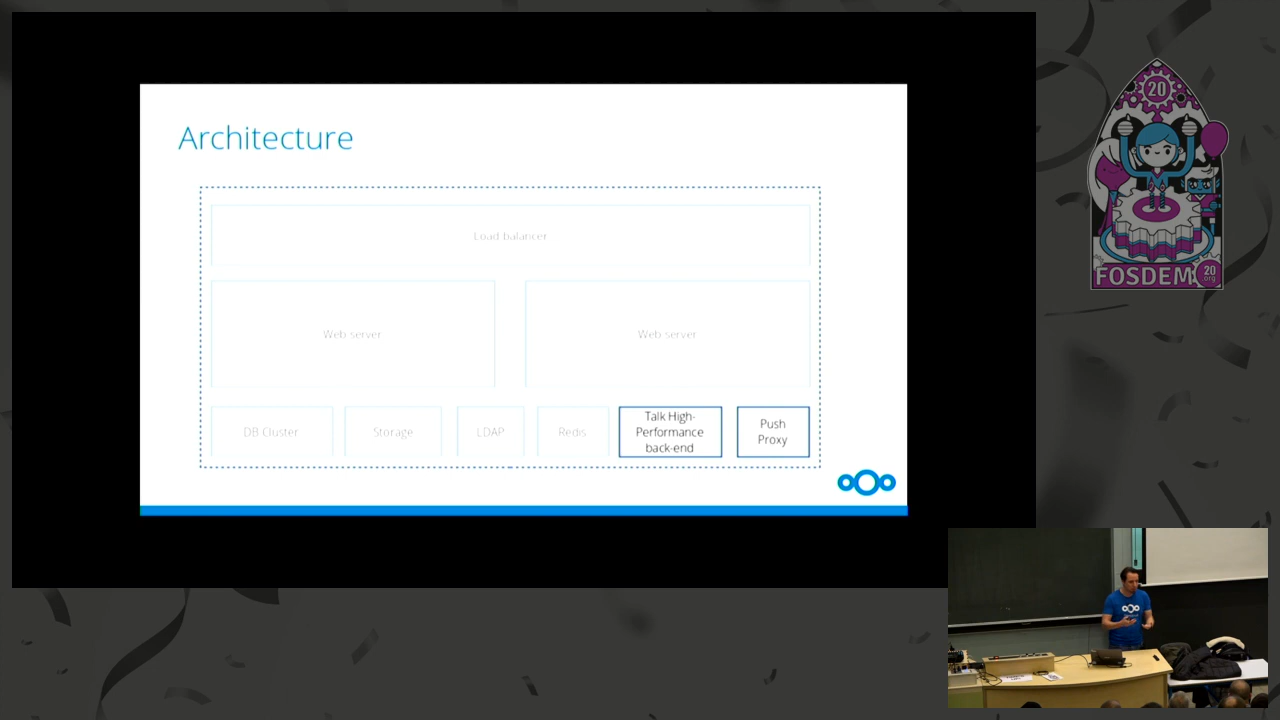 Architecture
Load balancer
Web server
Web server
DB Cluster
Storage
LDAP
Redis
Talk High-
Performance
back-end
Push
Proxy
20
FOSDEM
20
org